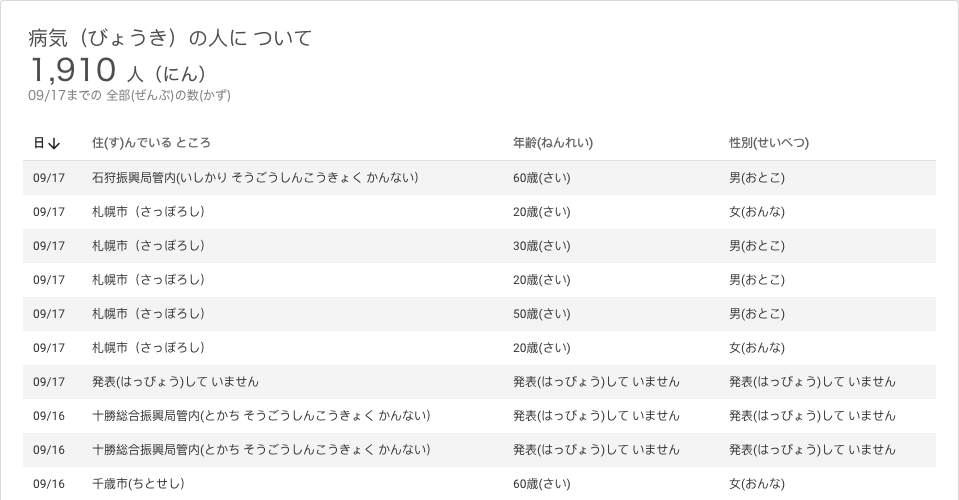 病気（びょうき）の人に ついて
1,910 人（にん）
09/17までの 全部(ぜんぶ)の数(かず)
日↓ 住(す)んでいる ところ 年齢(ねんれい) 性別(せいべつ)
09/17 石狩振興局管内(いしかり そうごうしんこうきょく かんない) 60歳(さい) 男(おとこ)
09/17 札幌市（さっぽろし） 20歳(さい) 女(おんな)
09/17 札幌市（さっぽろし） 30歳(さい) 男(おとこ)
09/17 札幌市（さっぽろし） 20歳(さい) 男(おとこ)
09/17 札幌市（さっぽろし） 50歳(さい) 男(おとこ)
09/17 札幌市（さっぽろし） 20歳(さい) 女(おんな)
09/17 発表(はっぴょう)して いません 発表(はっぴょう)して いません 発表(はっぴょう)して いません
09/16 十勝総合振興局管内(とかち そうごうしんこうきょく かんない) 発表(はっぴょう)して いません 発表(はっぴょう)して いません
09/16 十勝総合振興局管内(とかち そうごうしんこうきょく かんない) 発表(はっぴょう)して いません 発表(はっぴょう)して いません
09/16 千歳市(ちとせし) 60歳(さい) 女(おんな)